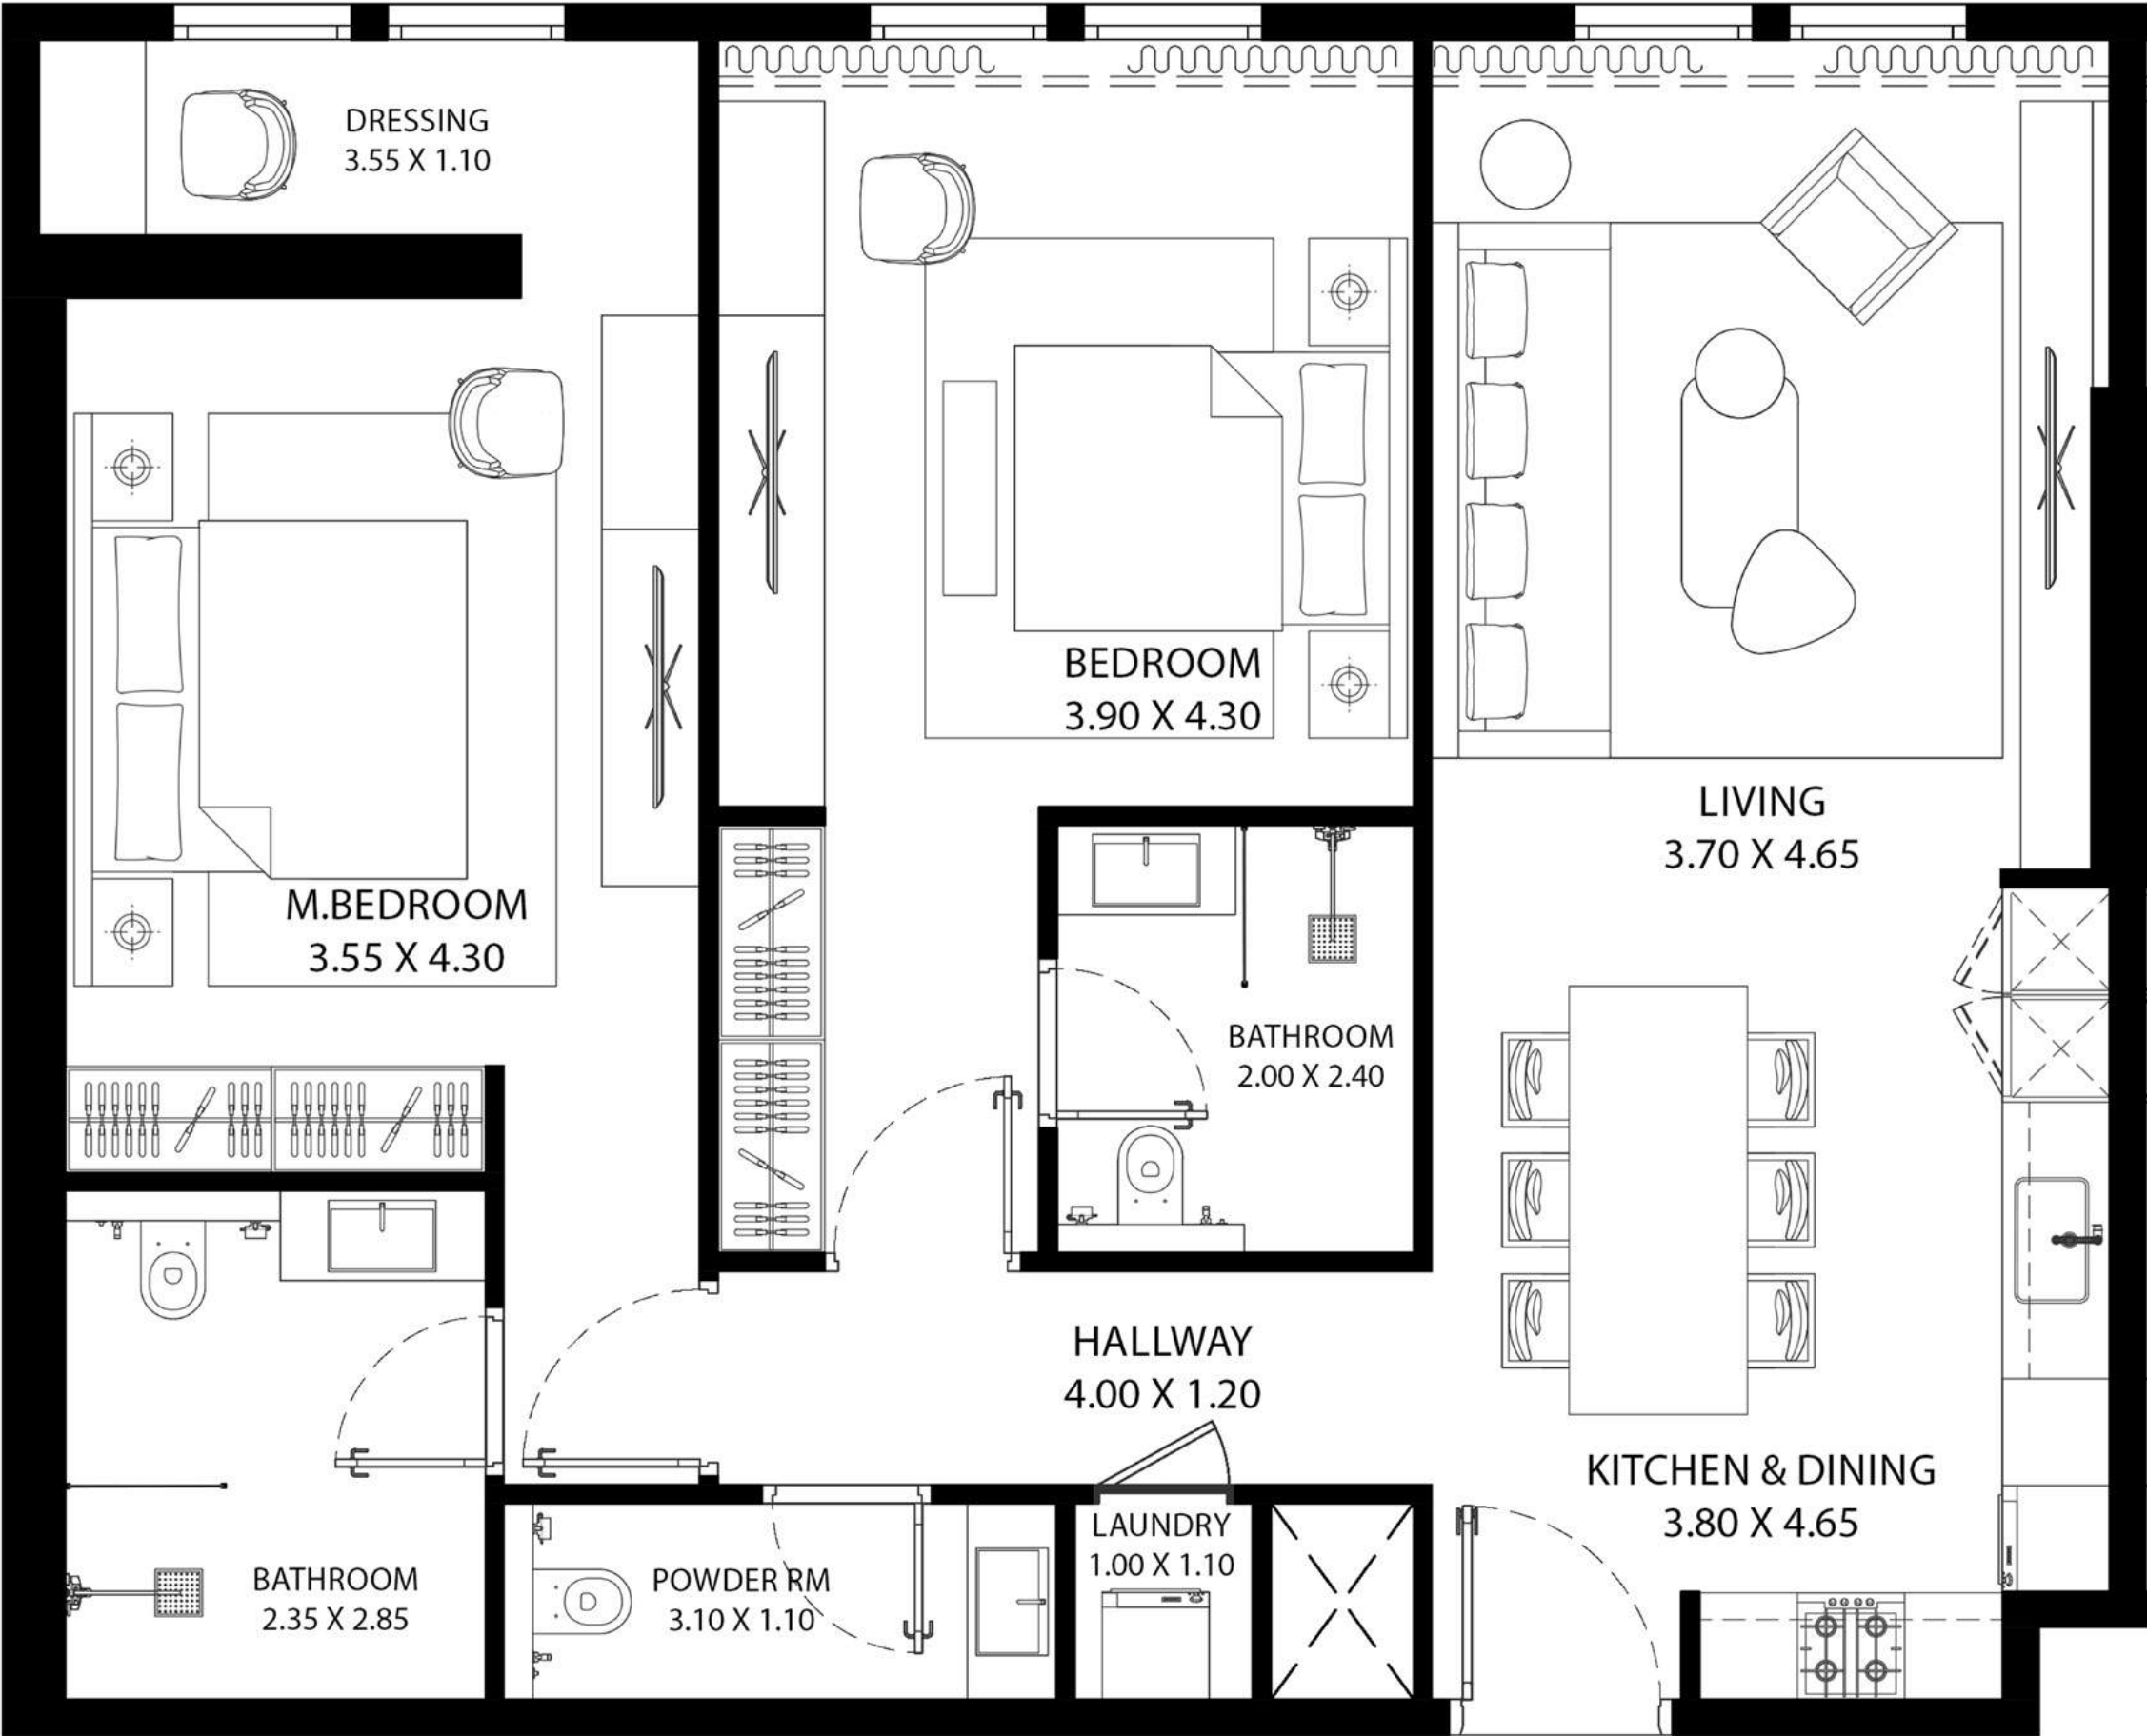 DRESSING
3.55 X 1.10
BEDROOM
3.90 X 4.30
LIVING
3.70 X 4.65
M.BEDROOM
3.55 X 4.30
BATHROOM
2.00 X 2.40
HALLWAY
4.00 X 1.20
KITCHEN & DINING
3.80 X 4.65
LAUNDRY
1.00 X 1.10
BATHROOM
2.35 X 2.85
POWDER RM
3.10 X 1.10